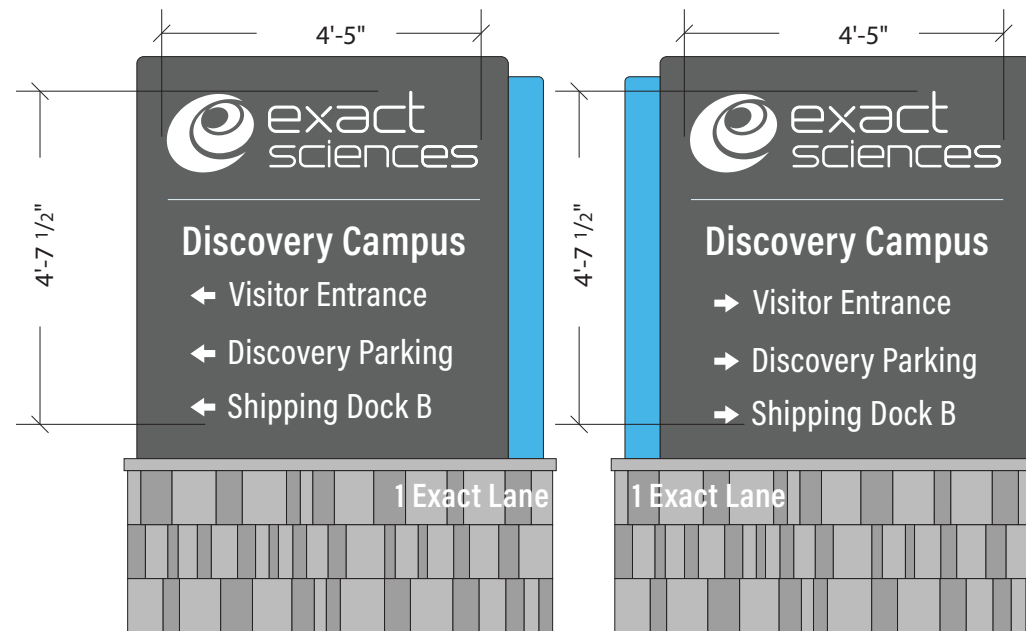 4'-5"
4'-7 1/2"
exact
sciences
Discovery Campus
← Visitor Entrance
← Discovery Parking
← Shipping Dock B
1 Exact Lane
4'-5"
4'-7 1/2"
exact
sciences
Discovery Campus
→ Visitor Entrance
→ Discovery Parking
→ Shipping Dock B
1 Exact Lane